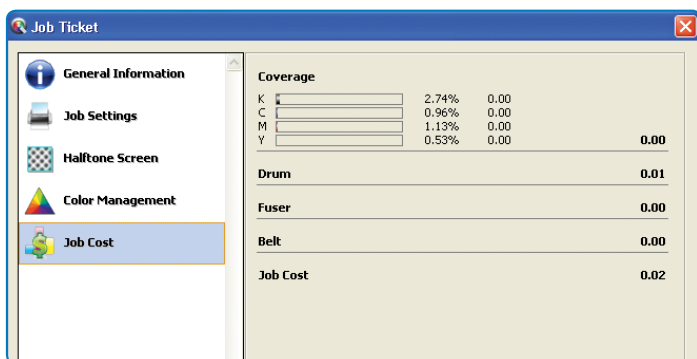 Job Ticket
General Information
Job Settings
Halftone Screen
Color Management
Job Cost
Coverage
K 2.74% 0.00
C 0.96% 0.00
M 1.13% 0.00
Y 0.53% 0.00 0.00
Drum 0.01
Fuser 0.00
Belt 0.00
Job Cost 0.02